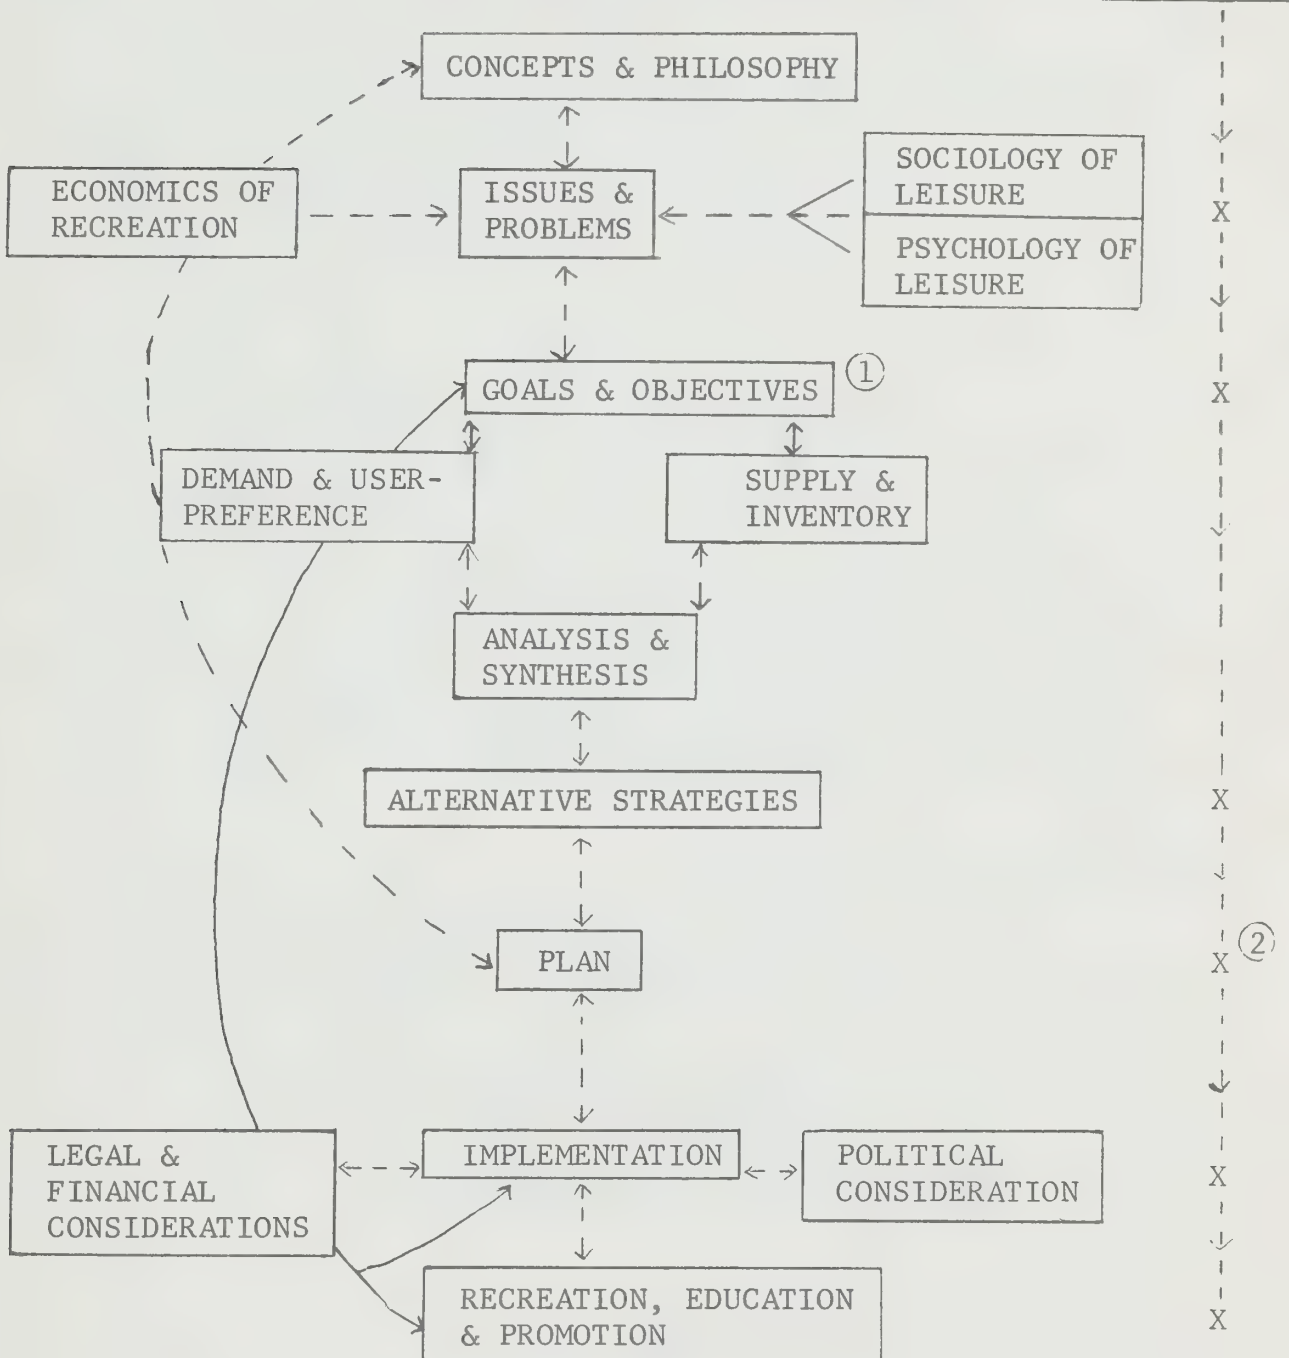 CONCEPTS & PHILOSOPHY
ECONOMICS OF
RECREATION
ISSUES &
PROBLEMS
SOCIOLOGY OF
LEISURE
X
PSYCHOLOGY OF
LEISURE
GOALS & OBJECTIVES
①
X
DEMAND & USER-
PREFERENCE
SUPPLY &
INVENTORY
ANALYSIS &
SYNTHESIS
ALTERNATIVE STRATEGIES
X
PLAN
X
②
LEGAL &
FINANCIAL
CONSIDERATIONS
IMPLEMENTATION
POLITICAL
CONSIDERATION
X
RECREATION, EDUCATION
& PROMOTION
X